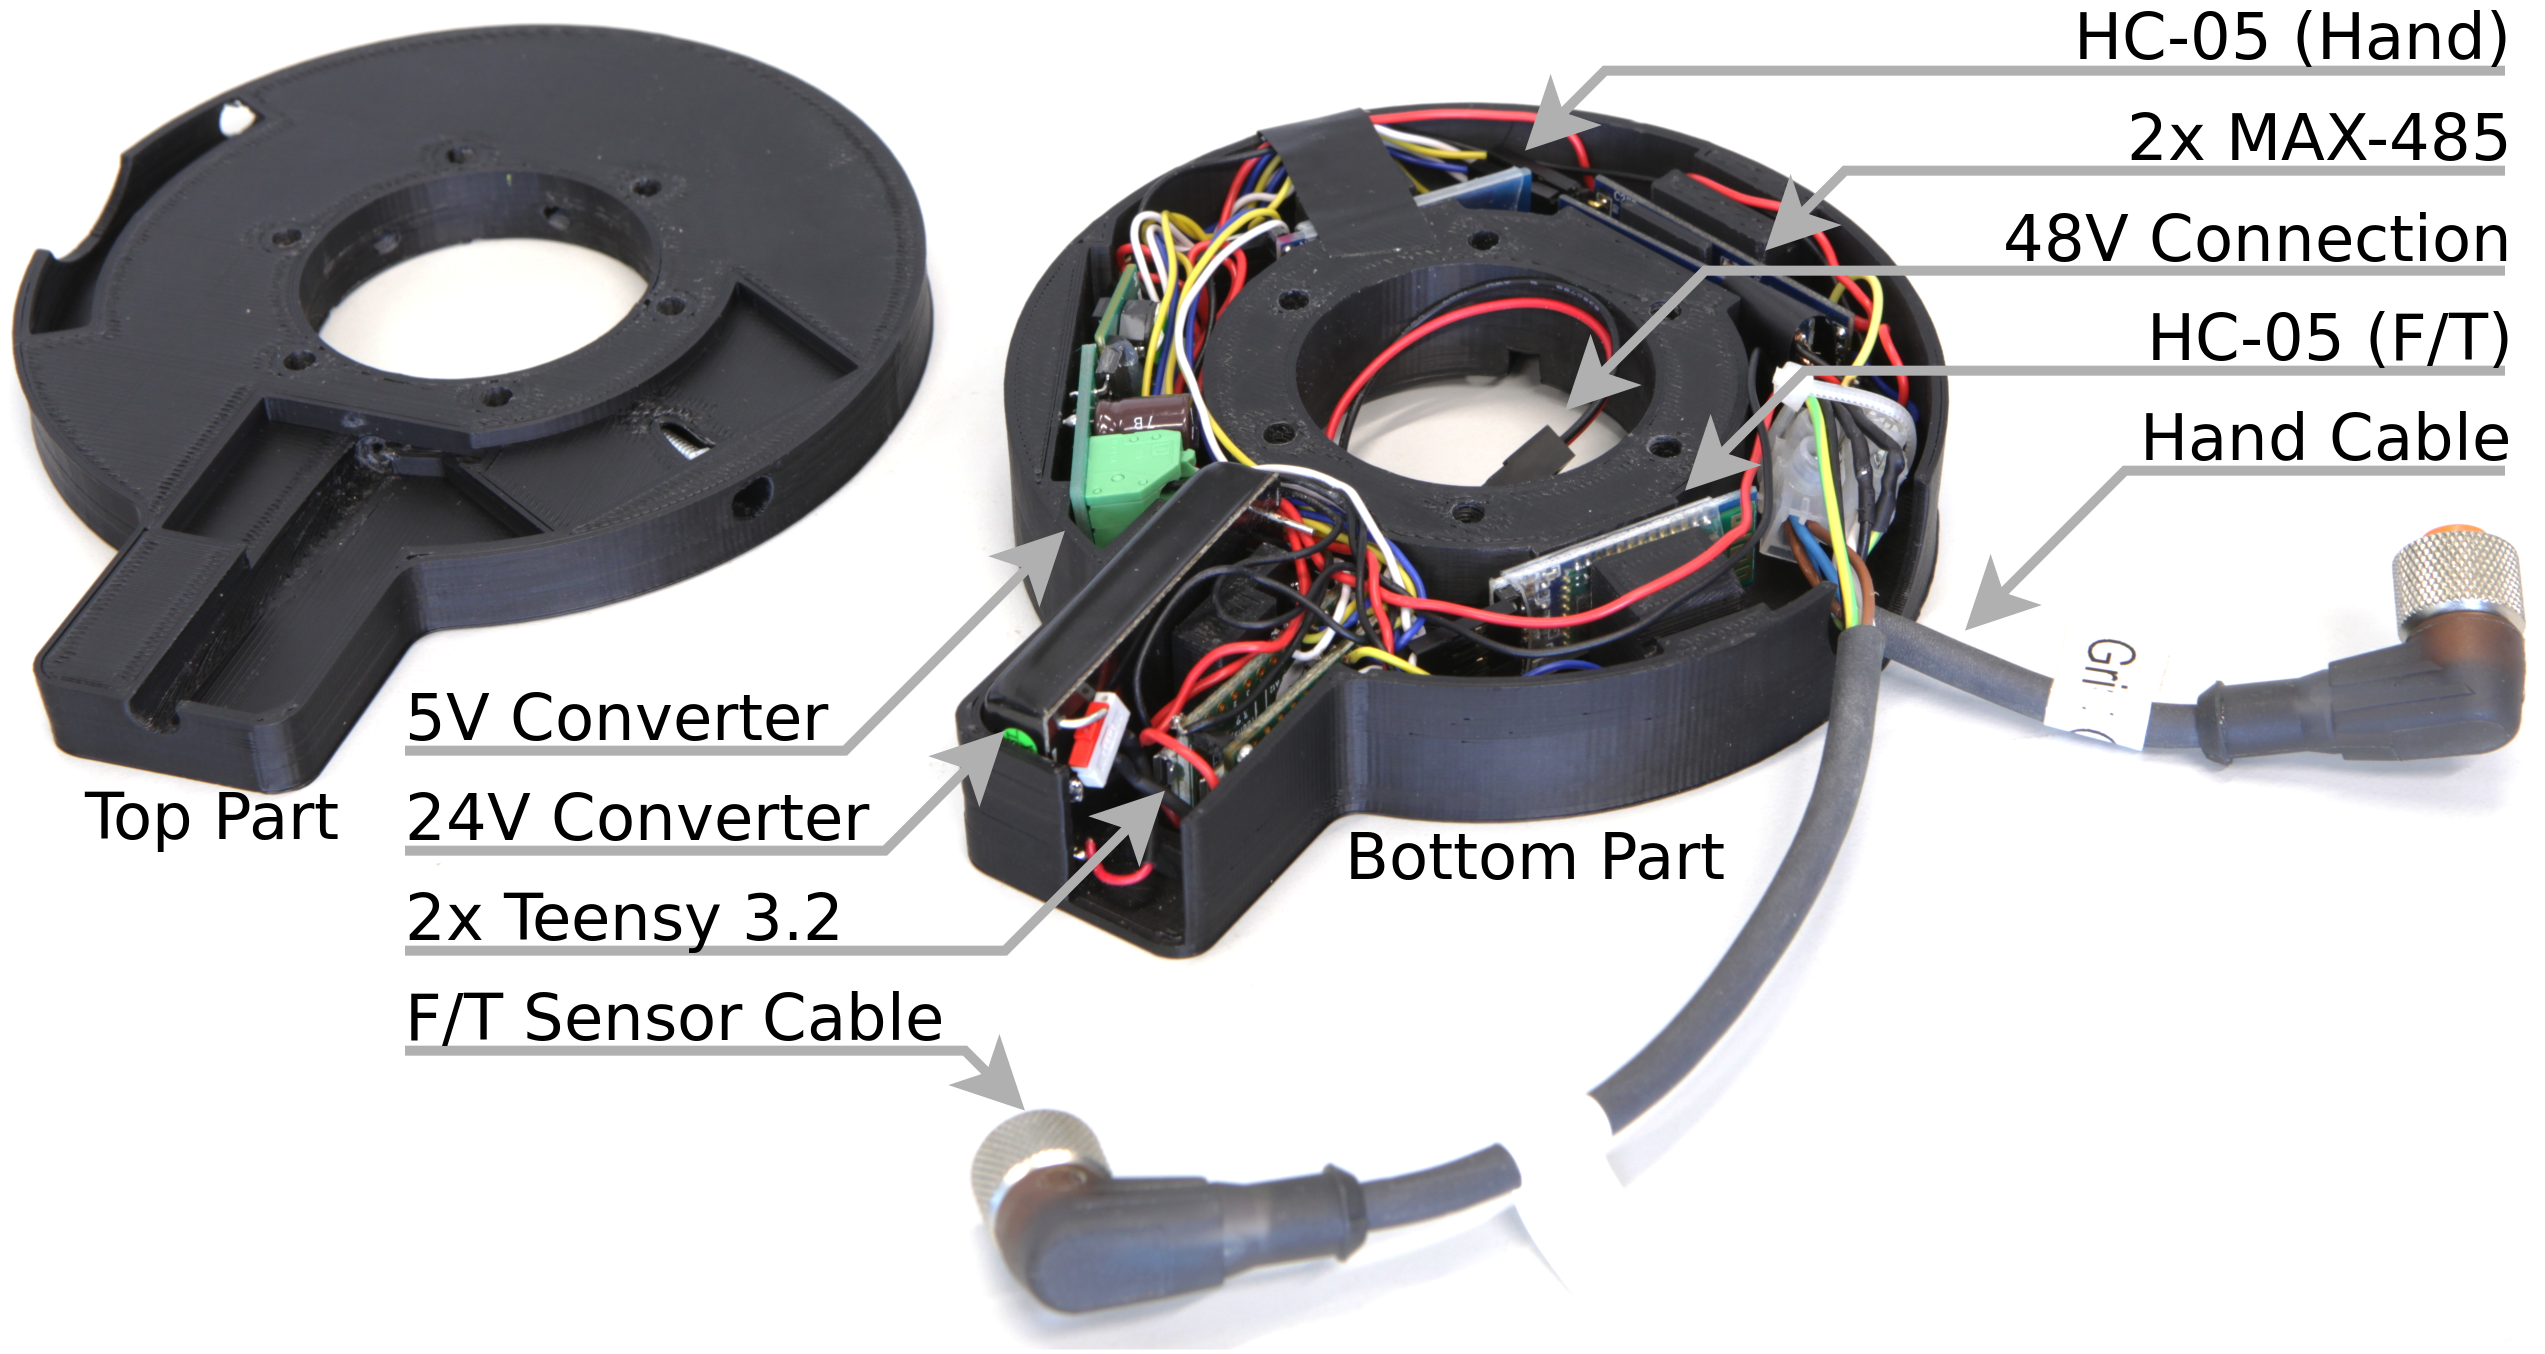 HC-05 (Hand)
2x MAX-485
48V Connection
HC-05 (F/T)
Hand Cable
Gri
5V Converter
24V Converter
2x Teensy 3.2
F/T Sensor Cable
Top Part
Bottom Part